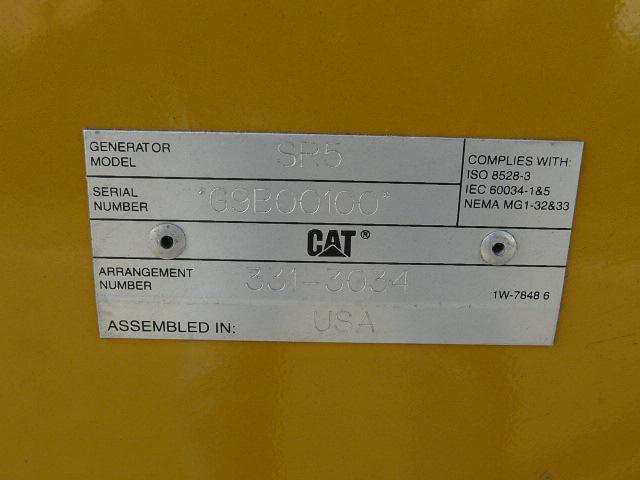 GENERATOR MODEL SR5
SERIAL NUMBER *G9B00100*
COMPLIES WITH:
ISO 8528-3
IEC 60034-1&5
NEMA MG1-32&33
CAT®
ARRANGEMENT NUMBER 331-3034
1W-7848 6
ASSEMBLED IN: USA